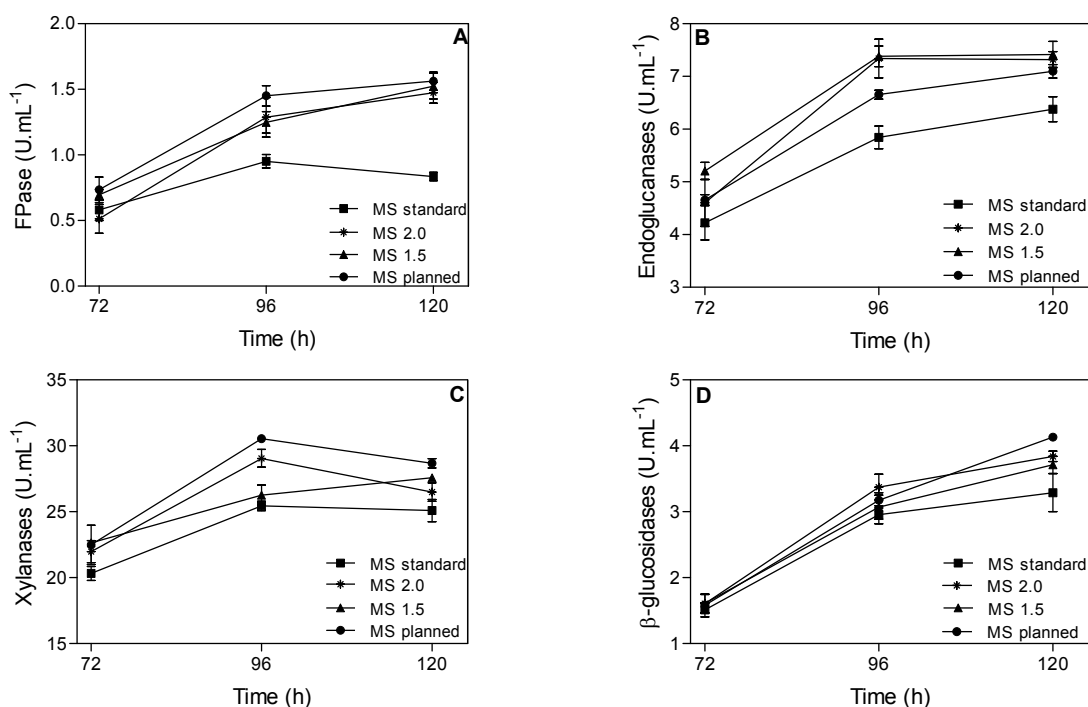 A
FPase (U.mL⁻¹)
2.0
1.5
1.0
0.5
0.0
72 96 120
Time (h)
MS standard
MS 2.0
MS 1.5
MS planned
B
Endoglucanases (U.mL⁻¹)
8
7
6
5
4
3
72 96 120
Time (h)
MS standard
MS 2.0
MS 1.5
MS planned
C
Xylanases (U.mL⁻¹)
35
30
25
20
15
72 96 120
Time (h)
MS standard
MS 2.0
MS 1.5
MS planned
D
β-glucosidases (U.mL⁻¹)
5
4
3
2
1
72 96 120
Time (h)
MS standard
MS 2.0
MS 1.5
MS planned